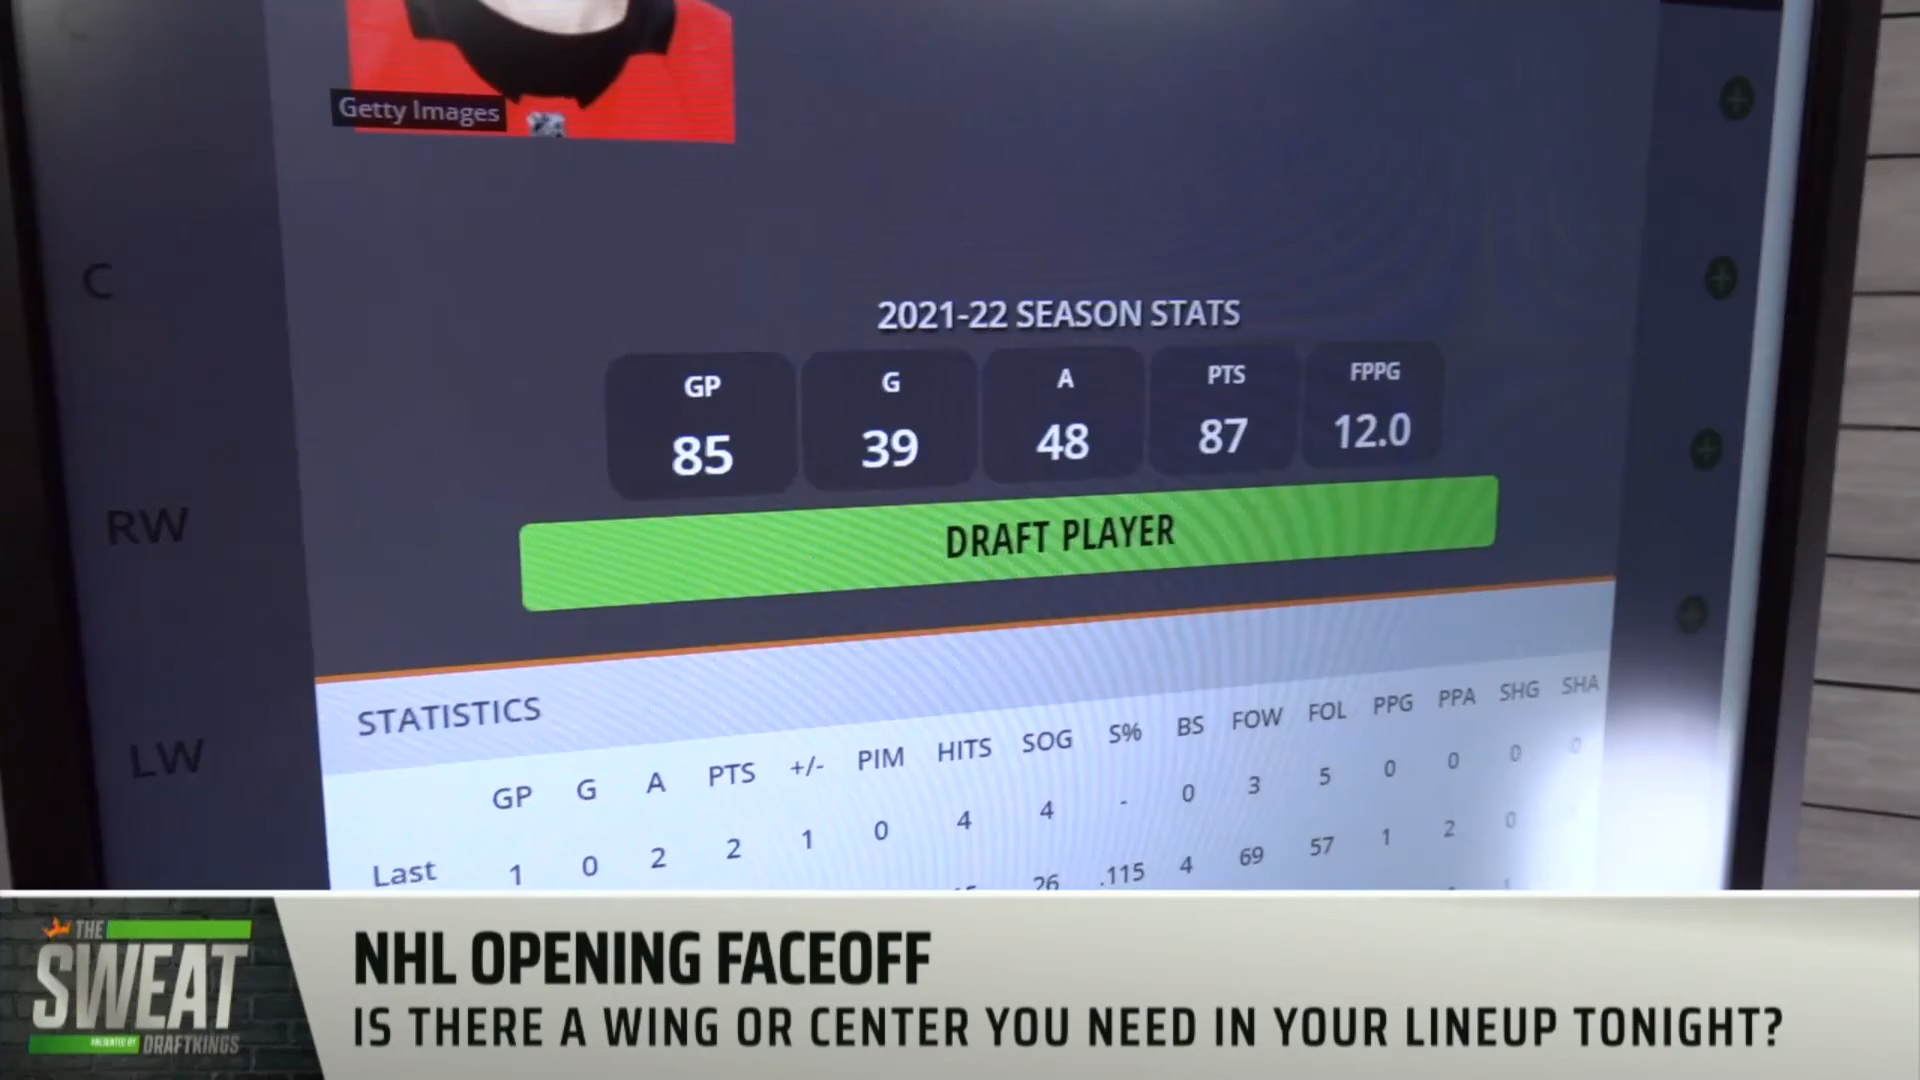 Getty Images
C
RW
LW
2021-22 SEASON STATS
GP G A PTS FPPG
85 39 48 87 12.0
DRAFT PLAYER
STATISTICS
GP G A PTS +/- PIM HITS SOG S% BS FOW FOL PPG PPA SHG SHA
Last 1 0 2 2 1 0 4 4 - 0 3 5 0 0 0 0
26 .115 4 69 57 1 2 0
THE
SWEAT
PRESENTED BY DRAFTKINGS
NHL OPENING FACEOFF
IS THERE A WING OR CENTER YOU NEED IN YOUR LINEUP TONIGHT?